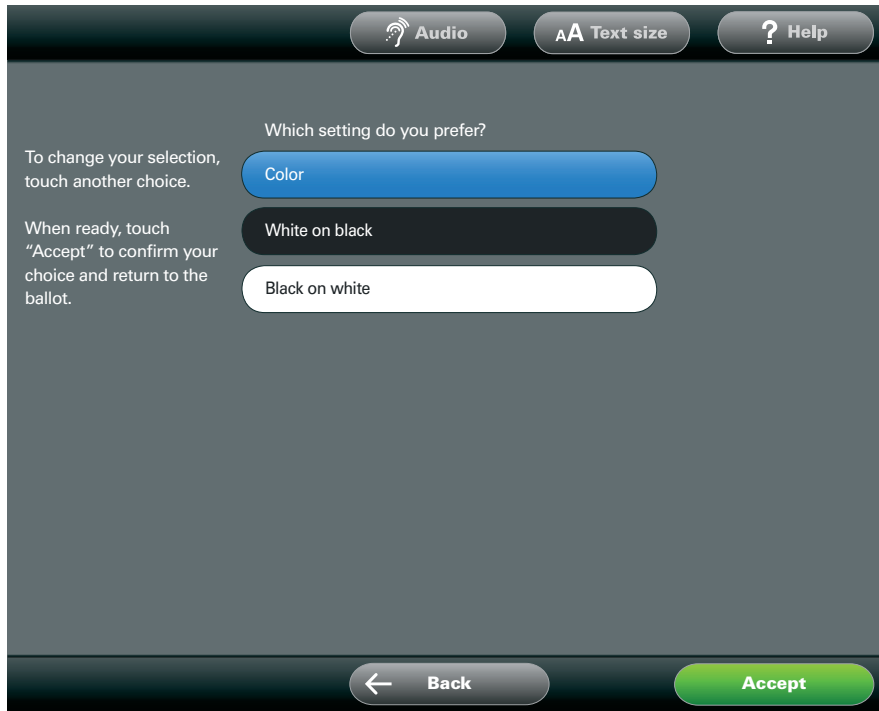 Audio
AA Text size
? Help
Which setting do you prefer?
To change your selection,
touch another choice.
When ready, touch
“Accept” to confirm your
choice and return to the
ballot.
Color
White on black
Black on white
Back
Accept